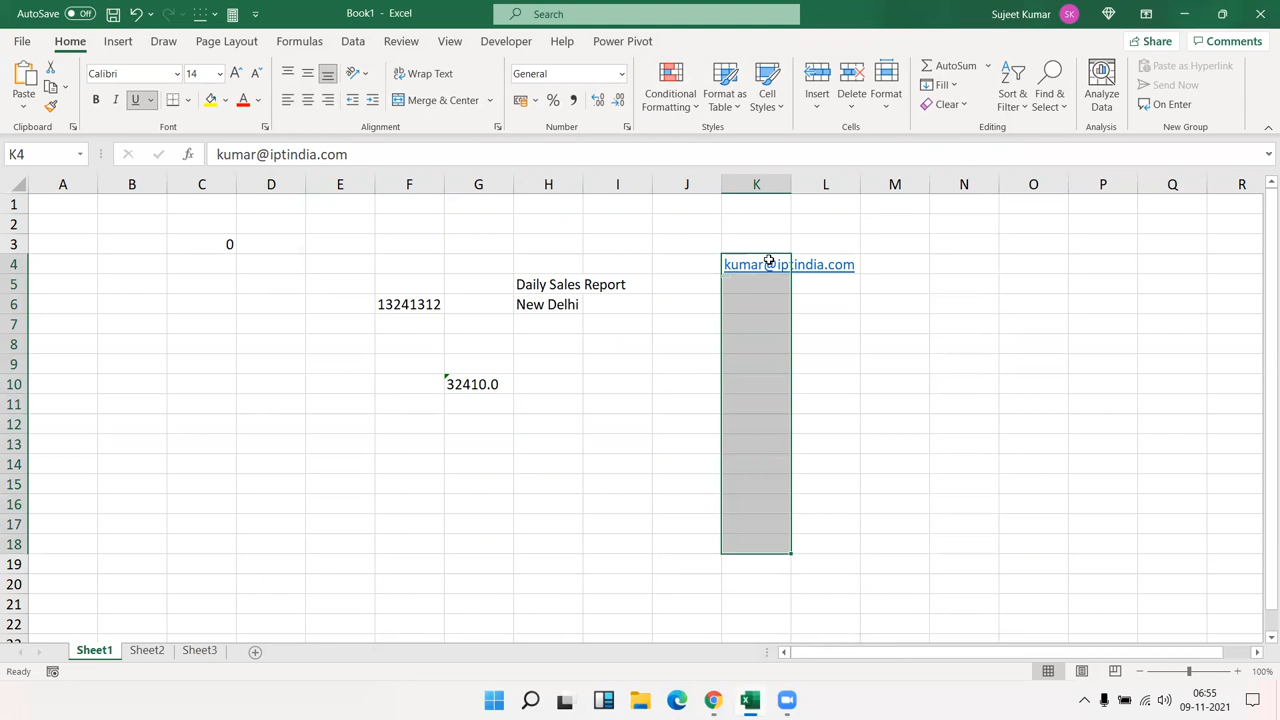 AutoSave Off Book1 - Excel Search Sujeet Kumar SK
File Home Insert Draw Page Layout Formulas Data Review View Developer Help Power Pivot Share Comments
Paste Calibri 14 A A Wrap Text General Conditional Formatting Format as Table Cell Styles Insert Delete Format AutoSum Fill Clear Sort & Filter Find & Select Analyze Data Paste as Hyperlink Send Now On Enter
B I U A Merge & Center %
Clipboard Font Alignment Number Styles Cells Editing Analysis New Group
K4 fx kumar@iptindia.com
A B C D E F G H I J K L M N O P Q R
1
2
3 0
4 kumar@iptindia.com
5 Daily Sales Report
6 13241312 New Delhi
7
8
9
10 32410.0
11
12
13
14
15
16
17
18
19
20
21
22
Sheet1 Sheet2 Sheet3
Ready 100%
06:55
09-11-2021